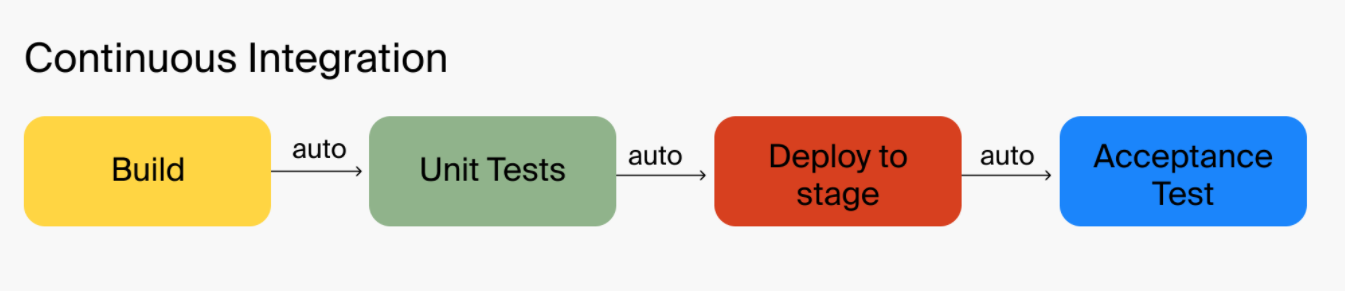 Continuous Integration
Build
auto
Unit Tests
auto
Deploy to
stage
auto
Acceptance
Test